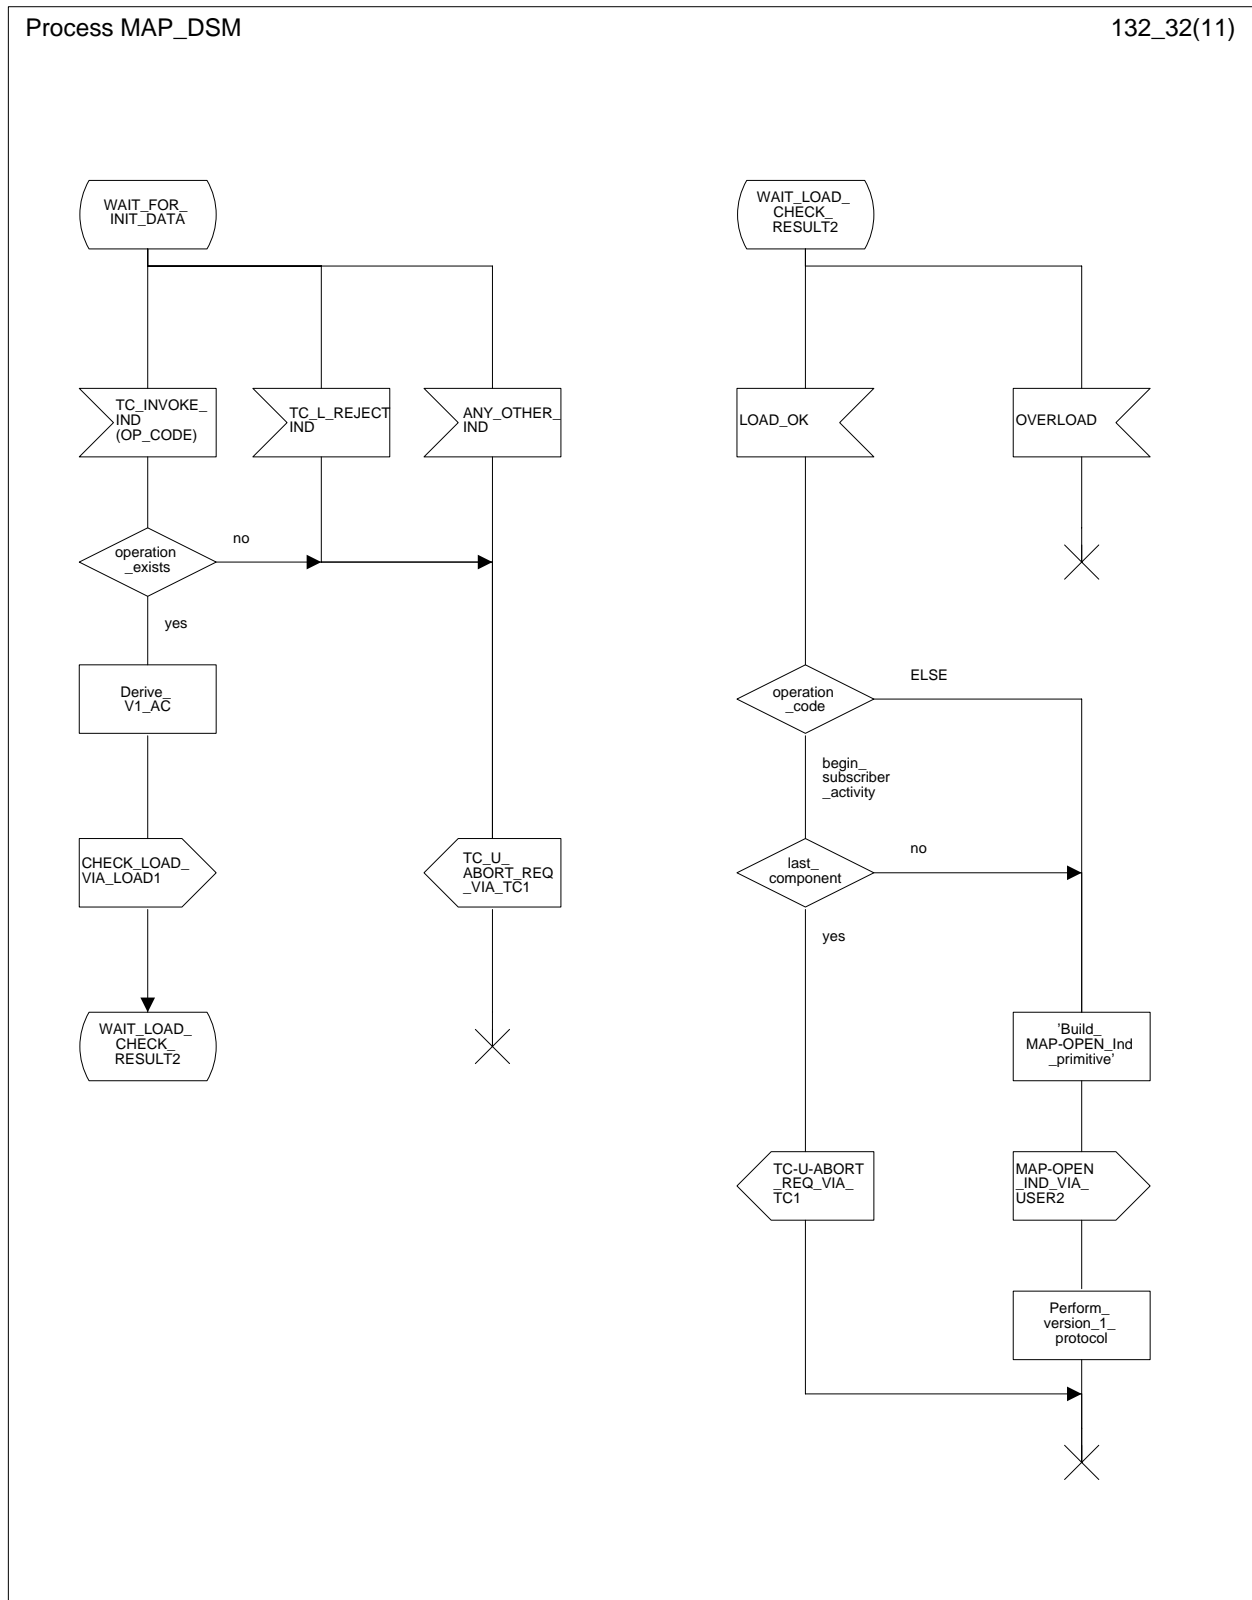 Process MAP_DSM
132_32(11)
WAIT_FOR_
INIT_DATA
TC_INVOKE_
IND
(OP_CODE)
TC_L_REJECT
IND
ANY_OTHER_
IND
operation
_exists
no
yes
Derive_
V1_AC
CHECK_LOAD_
VIA_LOAD1
TC_U_
ABORT_REQ
_VIA_TC1
WAIT_LOAD_
CHECK_
RESULT2
WAIT_LOAD_
CHECK_
RESULT2
LOAD_OK
OVERLOAD
operation
_code
ELSE
begin_
subscriber
_activity
last_
component
no
yes
'Build_
MAP-OPEN_Ind
_primitive'
TC-U-ABORT
_REQ_VIA_
TC1
MAP-OPEN
_IND_VIA_
USER2
Perform_
version_1_
protocol